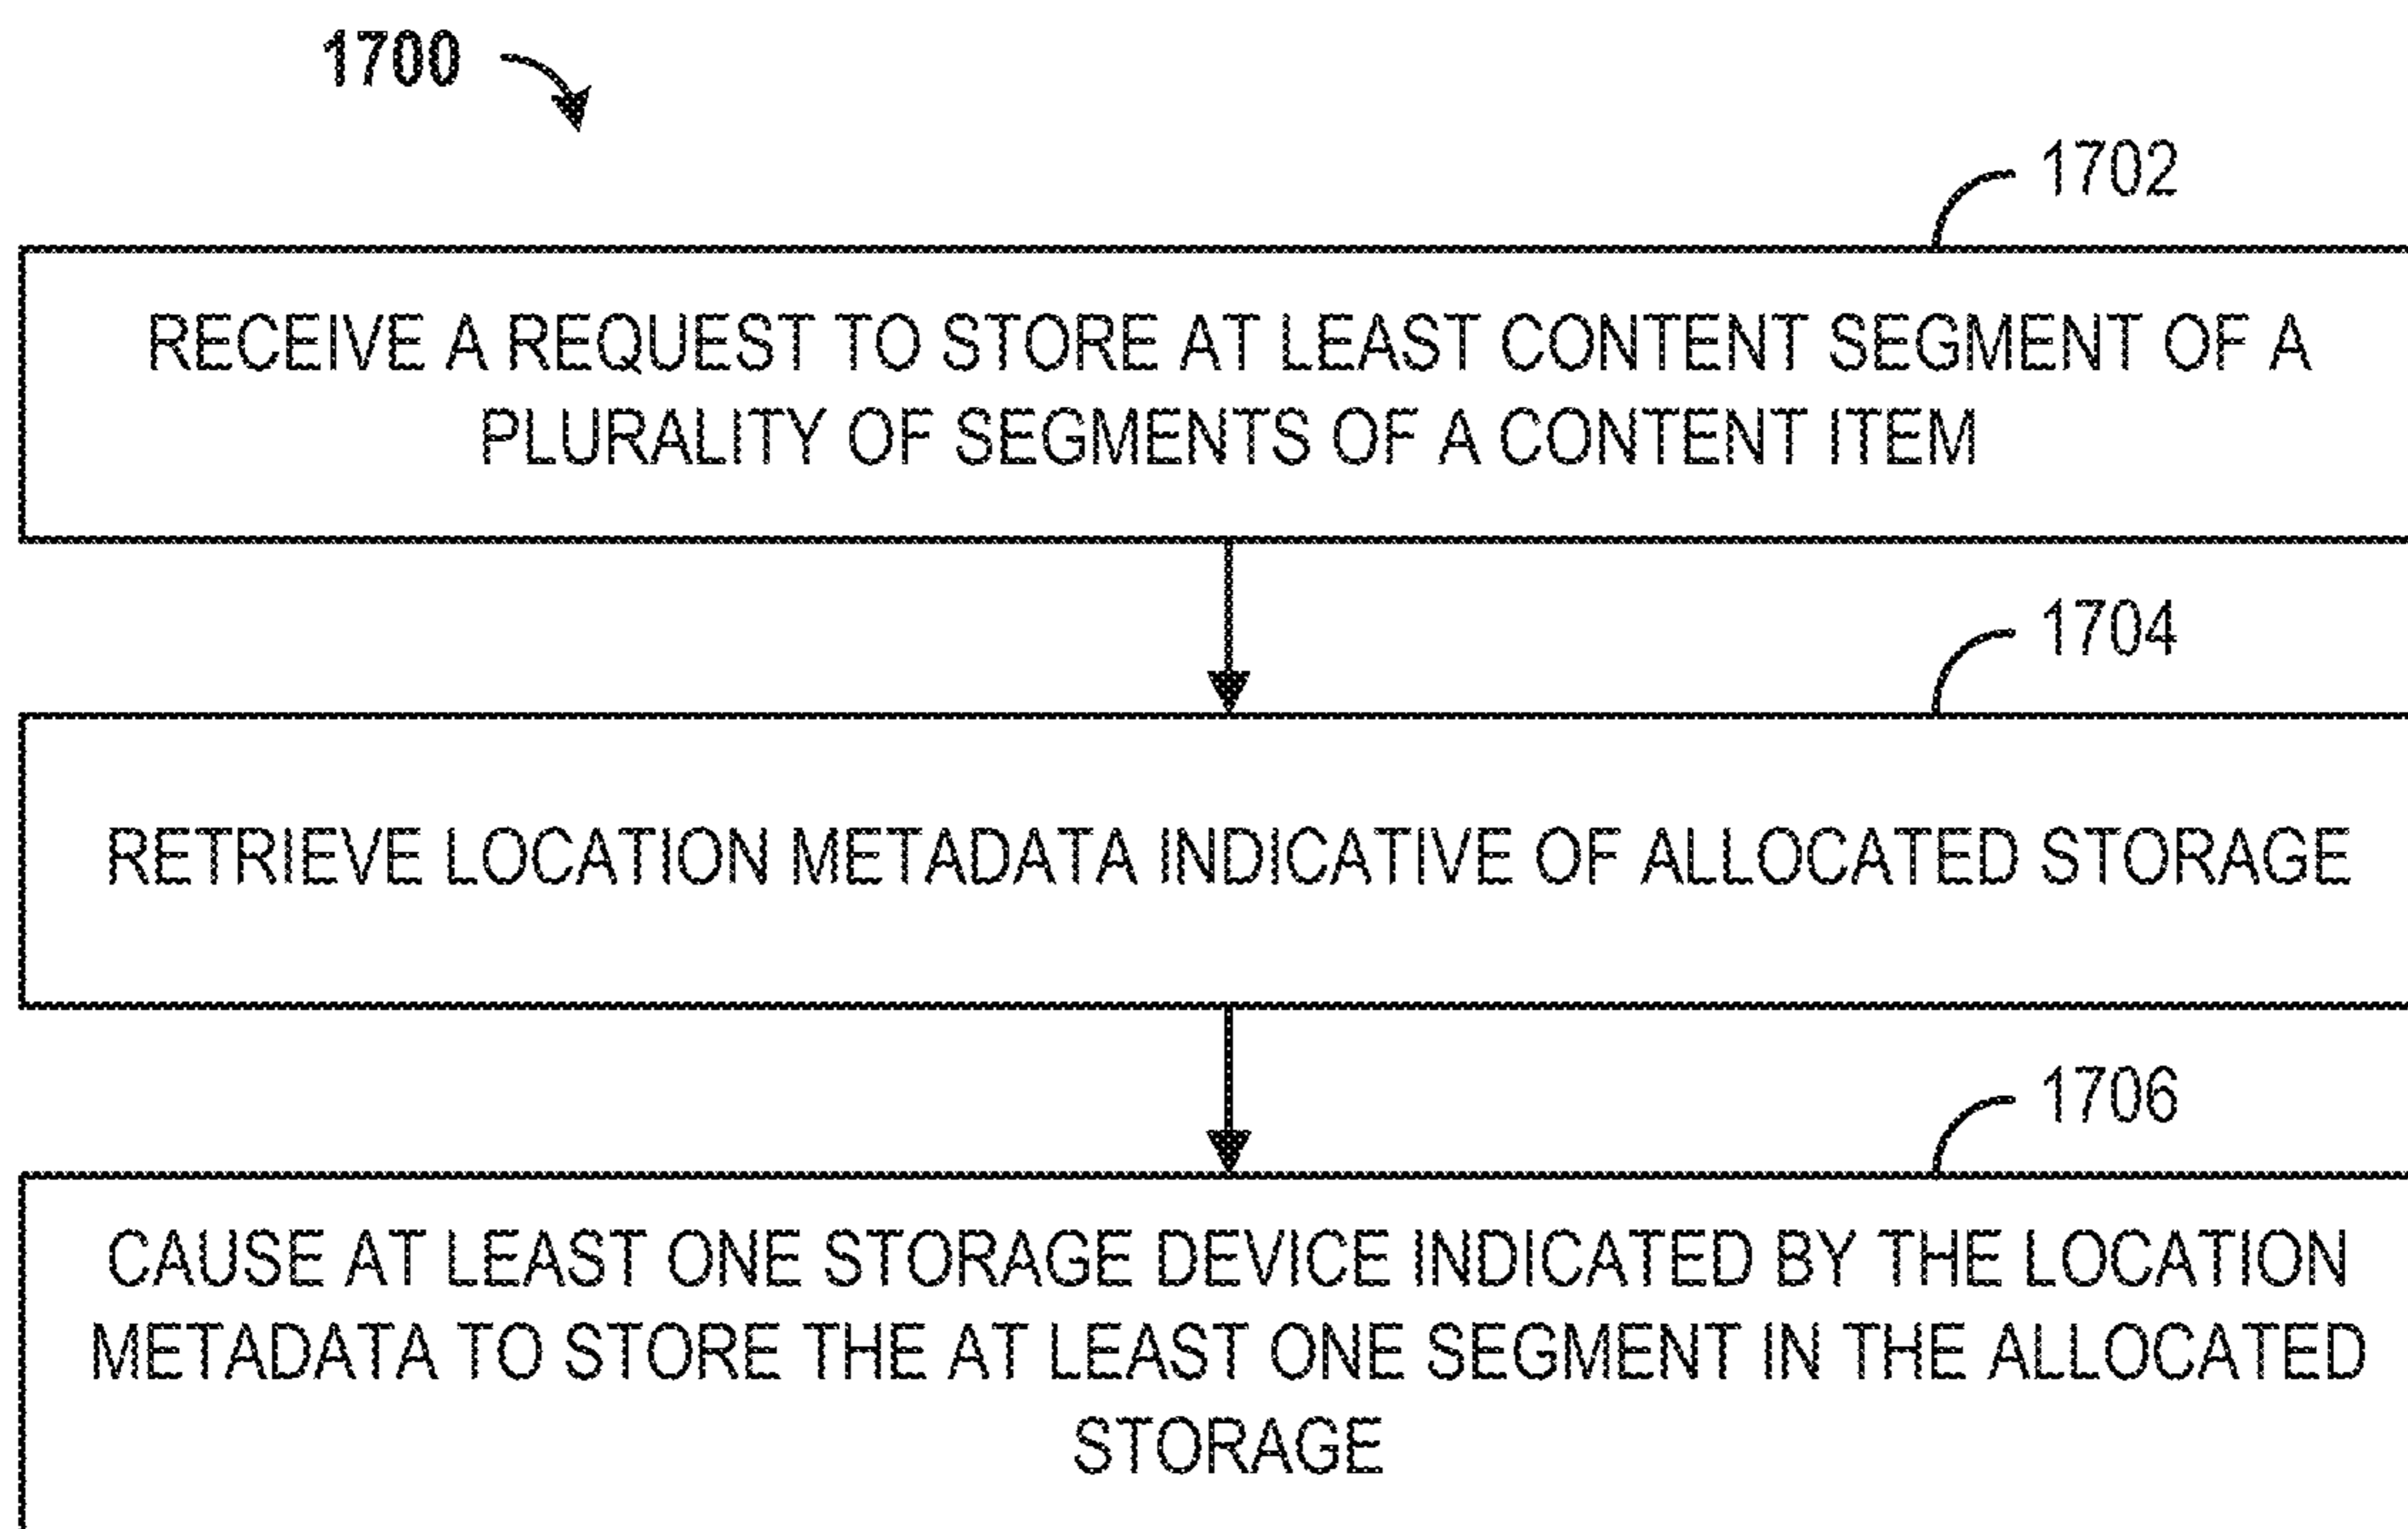 1700
1702
RECEIVE A REQUEST TO STORE AT LEAST CONTENT SEGMENT OF A
PLURALITY OF SEGMENTS OF A CONTENT ITEM
1704
RETRIEVE LOCATION METADATA INDICATIVE OF ALLOCATED STORAGE
1706
CAUSE AT LEAST ONE STORAGE DEVICE INDICATED BY THE LOCATION
METADATA TO STORE THE AT LEAST ONE SEGMENT IN THE ALLOCATED
STORAGE